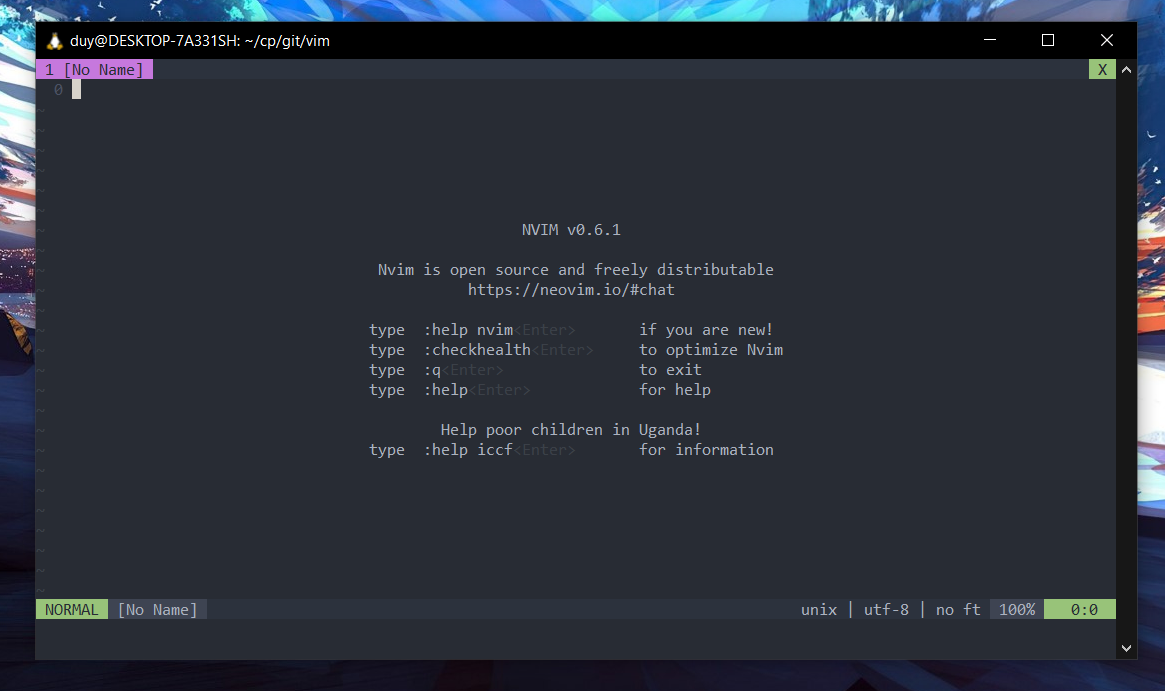 duy@DESKTOP-7A331SH: ~/cp/git/vim
1 [No Name] X
0
~
~
~
~
~
~
NVIM v0.6.1
~
Nvim is open source and freely distributable
https://neovim.io/#chat
~
type :help nvim<Enter> if you are new!
type :checkhealth<Enter> to optimize Nvim
type :q<Enter> to exit
type :help<Enter> for help
~
Help poor children in Uganda!
type :help iccf<Enter> for information
~
~
~
~
~
~
~
NORMAL [No Name] unix | utf-8 | no ft 100% 0:0